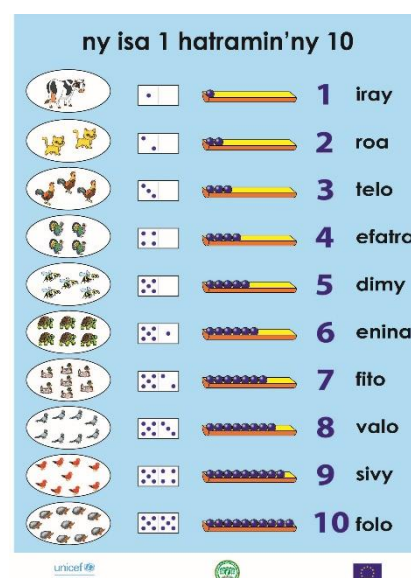 ny isa 1 hatramin'ny 10
1 iray
2 roa
3 telo
4 efatra
5 dimy
6 enina
7 fito
8 valo
9 sivy
10 folo
unicef